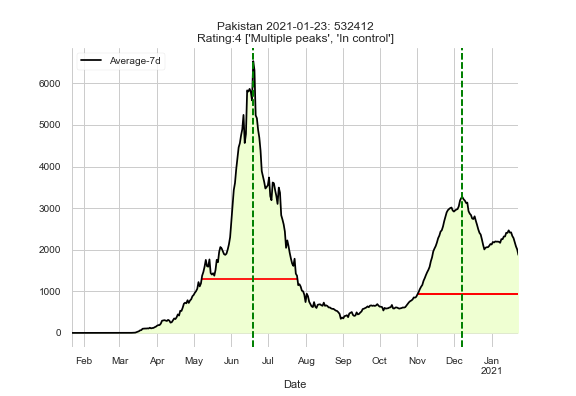 Pakistan 2021-01-23: 532412
Rating:4 ['Multiple peaks', 'In control']
Average-7d
6000
5000
4000
3000
2000
1000
0
Feb Mar Apr May Jun Jul Aug Sep Oct Nov Dec Jan
2021
Date